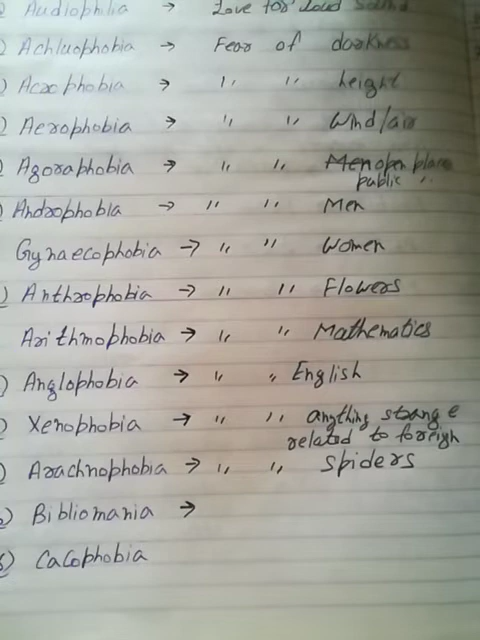 Audiophilia → Love for loud sound
Achluophobia → Fear of darkness
Acrophobia → " " height
Aerophobia → " " Wind/air
Agoraphobia → " " Men open place
public "
Androphobia → " " Men
Gynaecophobia → " " Women
Anthrophobia → " " Flowers
Arithmophobia → " " Mathematics
Anglophobia → " " English
Xenophobia → " " anything strange
related to foreign
Arachnophobia → " " Spiders
Bibliomania →
Cacophobia